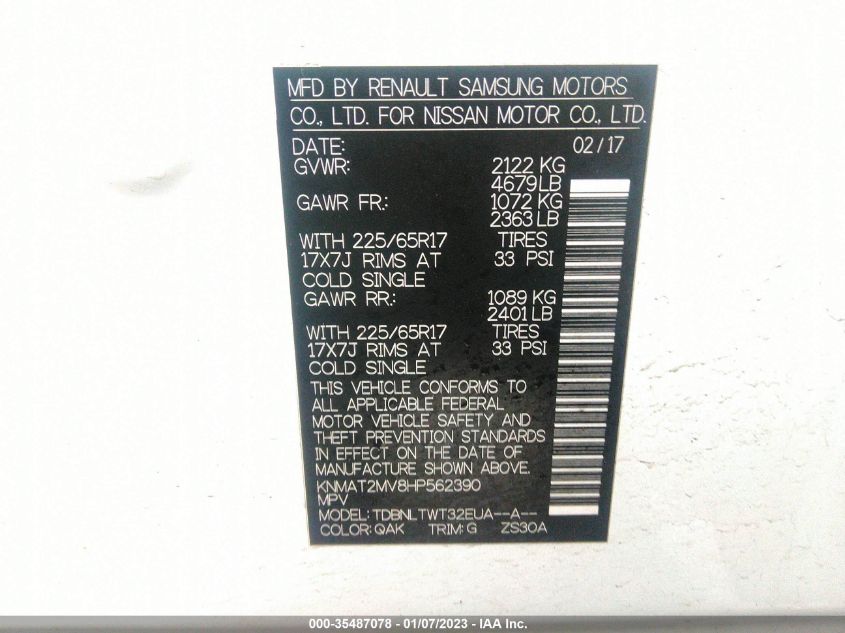 MFD BY RENAULT SAMSUNG MOTORS
CO., LTD. FOR NISSAN MOTOR CO., LTD.
DATE: 02/17
GVWR: 2122 KG
4679LB
GAWR FR.: 1072 KG
2363 LB
WITH 225/65R17 TIRES
17X7J RIMS AT 33 PSI
COLD SINGLE
GAWR RR.: 1089 KG
2401 LB
WITH 225/65R17 TIRES
17X7J RIMS AT 33 PSI
COLD SINGLE
THIS VEHICLE CONFORMS TO
ALL APPLICABLE FEDERAL
MOTOR VEHICLE SAFETY AND
THEFT PREVENTION STANDARDS
IN EFFECT ON THE DATE OF
MANUFACTURE SHOWN ABOVE.
KNMAT2MV8HP562390
MPV
MODEL: TDBNLTWT32EUA--A--
COLOR: QAK TRIM: G ZS30A
000-35487078 - 01/07/2023 - IAA Inc.